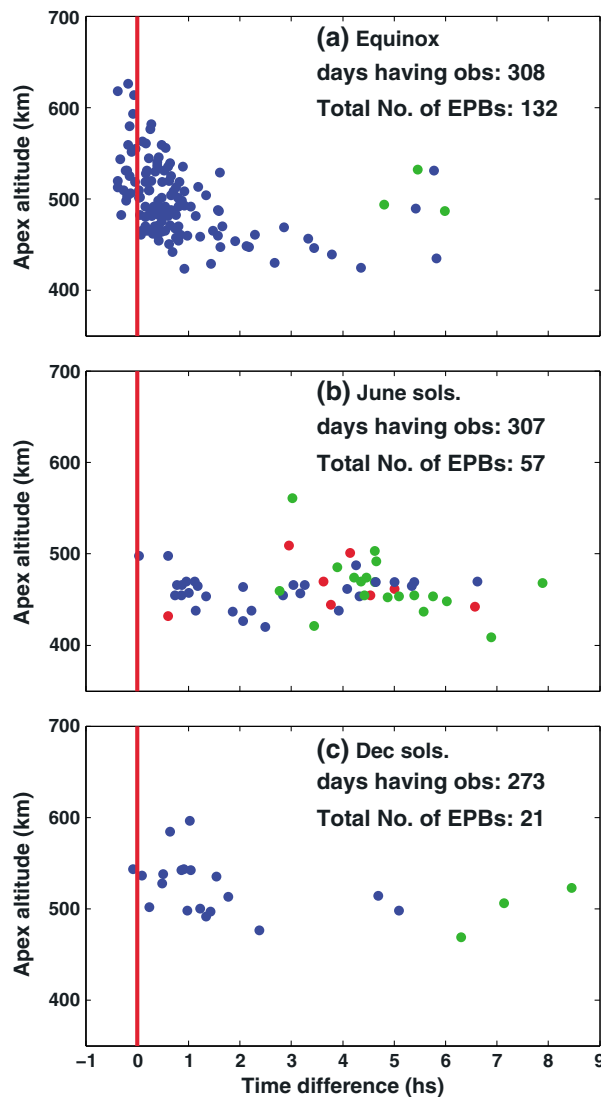 (a) Equinox
days having obs: 308
Total No. of EPBs: 132
Apex altitude (km)
700
600
500
400
(b) June sols.
days having obs: 307
Total No. of EPBs: 57
Apex altitude (km)
700
600
500
400
(c) Dec sols.
days having obs: 273
Total No. of EPBs: 21
Apex altitude (km)
700
600
500
400
−1 0 1 2 3 4 5 6 7 8 9
Time difference (hs)